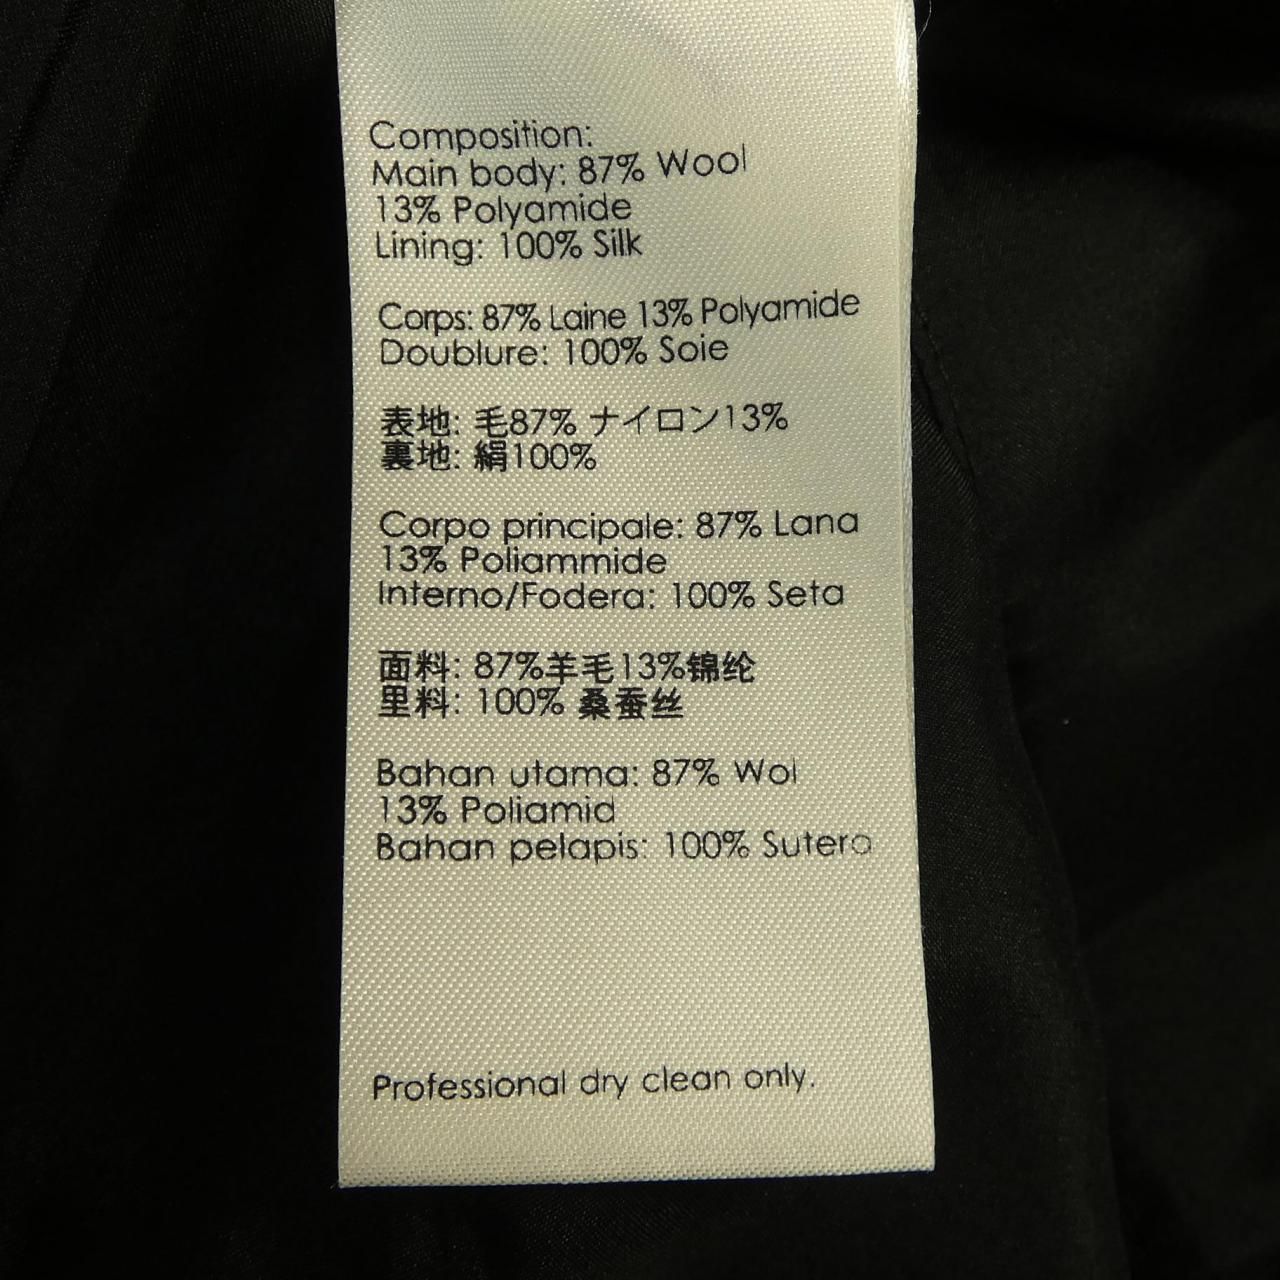 Composition:
Main body: 87% Wool
13% Polyamide
Lining: 100% Silk
Corps: 87% Laine 13% Polyamide
Doublure: 100% Soie
表地: 毛87% ナイロン13%
裏地: 絹100%
Corpo principale: 87% Lana
13% Poliammide
Interno/Fodera: 100% Seta
面料: 87%羊毛13%锦纶
里料: 100% 桑蚕丝
Bahan utama: 87% Wol
13% Poliamid
Bahan pelapis: 100% Sutera
Professional dry clean only.